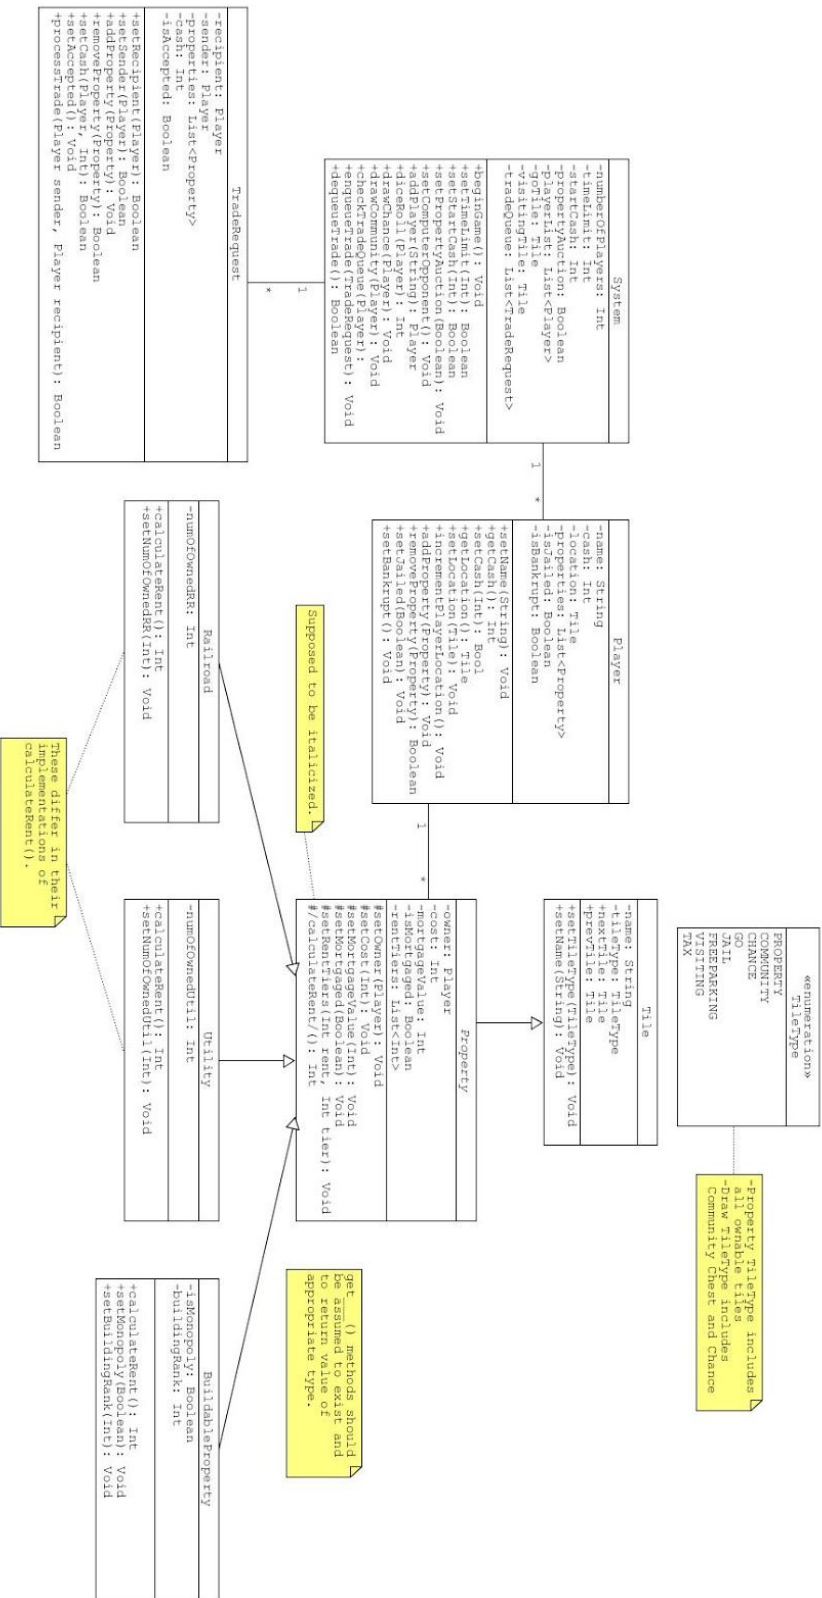 System
-numberOfPlayers: Int
-timeLimit: Int
-startCash: Int
-propertyAuction: Boolean
-playerList: List<Player>
-goTile: Tile
-visitingTile: Tile
-tradeQueue: List<TradeRequest>
+beginGame(): Void
+setTimeLimit(Int): Boolean
+setStartCash(Int): Boolean
+setPropertyAuction(Boolean): Void
+setComputerOpponent(): Void
+addPlayer(String): Player
+diceRoll(Player): Int
+drawChance(Player): Void
+drawCommunity(Player): Void
+checkTradeQueue(Player):
+enqueueTrade(TradeRequest): Void
+dequeueTrade(): Boolean
1
*
TradeRequest
-recipient: Player
-sender: Player
-properties: List<Property>
-cash: Int
-isAccepted: Boolean
+setRecipient(Player): Boolean
+setSender(Player): Boolean
+addProperty(Property): Void
+removeProperty(Property): Boolean
+setCash(Player, Int): Boolean
+setAccepted(): Void
+processTrade(Player sender, Player recipient): Boolean
1
*
Player
-name: String
-cash: Int
-location: Tile
-properties: List<Property>
-isJailed: Boolean
-isBankrupt: Boolean
+setName(String): Void
+getCash(): Int
+setCash(Int): Bool
+getLocation(): Tile
+setLocation(Tile): Void
+incrementPlayerLocation(): Void
+addProperty(Property): Void
+removeProperty(Property): Boolean
+setJailed(Boolean): Void
+setBankrupt(): Void
1
*
«enumeration»
TileType
PROPERTY
COMMUNITY
CHANCE
GO
JAIL
FREEPARKING
VISITING
TAX
-Property TileType includes
all ownable tiles
-Draw TileType includes
Community Chest and Chance
Tile
-name: String
-tileType: TileType
+nextTile: Tile
+prevTile: Tile
+setTileType(TileType): Void
+setName(String): Void
Property
-owner: Player
-cost: Int
-mortgageValue: Int
-isMortgaged: Boolean
-rentTiers: List<Int>
#setOwner(Player): Void
#setCost(Int): Void
#setMortgageValue(Int): Void
#setMortgaged(Boolean): Void
#setRentTiers(Int rent, Int tier): Void
#/calculateRent/(): Int
Supposed to be italicized.
get___() methods should
be assumed to exist and
to return value of
appropriate type.
Railroad
-numOfOwnedRR: Int
+calculateRent(): Int
+setNumOfOwnedRR(Int): Void
Utility
-numOfOwnedUtil: Int
+calculateRent(): Int
+setNumOfOwnedUtil(Int): Void
BuildableProperty
-isMonopoly: Boolean
-buildingRank: Int
+calculateRent(): Int
+setMonopoly(Boolean): Void
+setBuildingRank(Int): Void
These differ in their
implementations of
calculateRent().